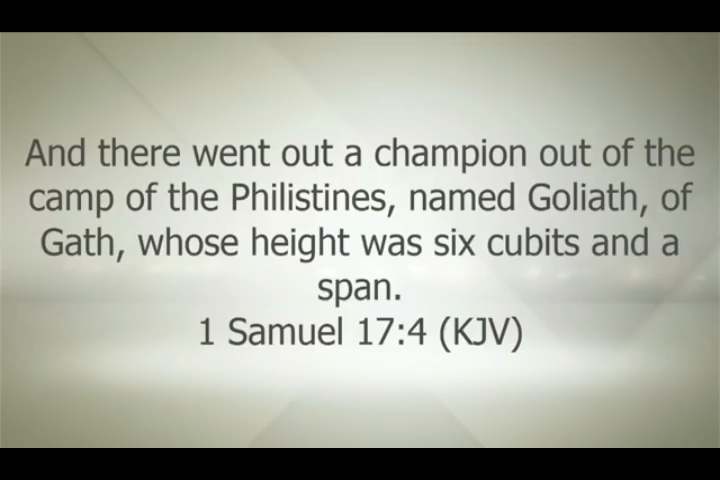 And there went out a champion out of the
camp of the Philistines, named Goliath, of
Gath, whose height was six cubits and a
span.
1 Samuel 17:4 (KJV)